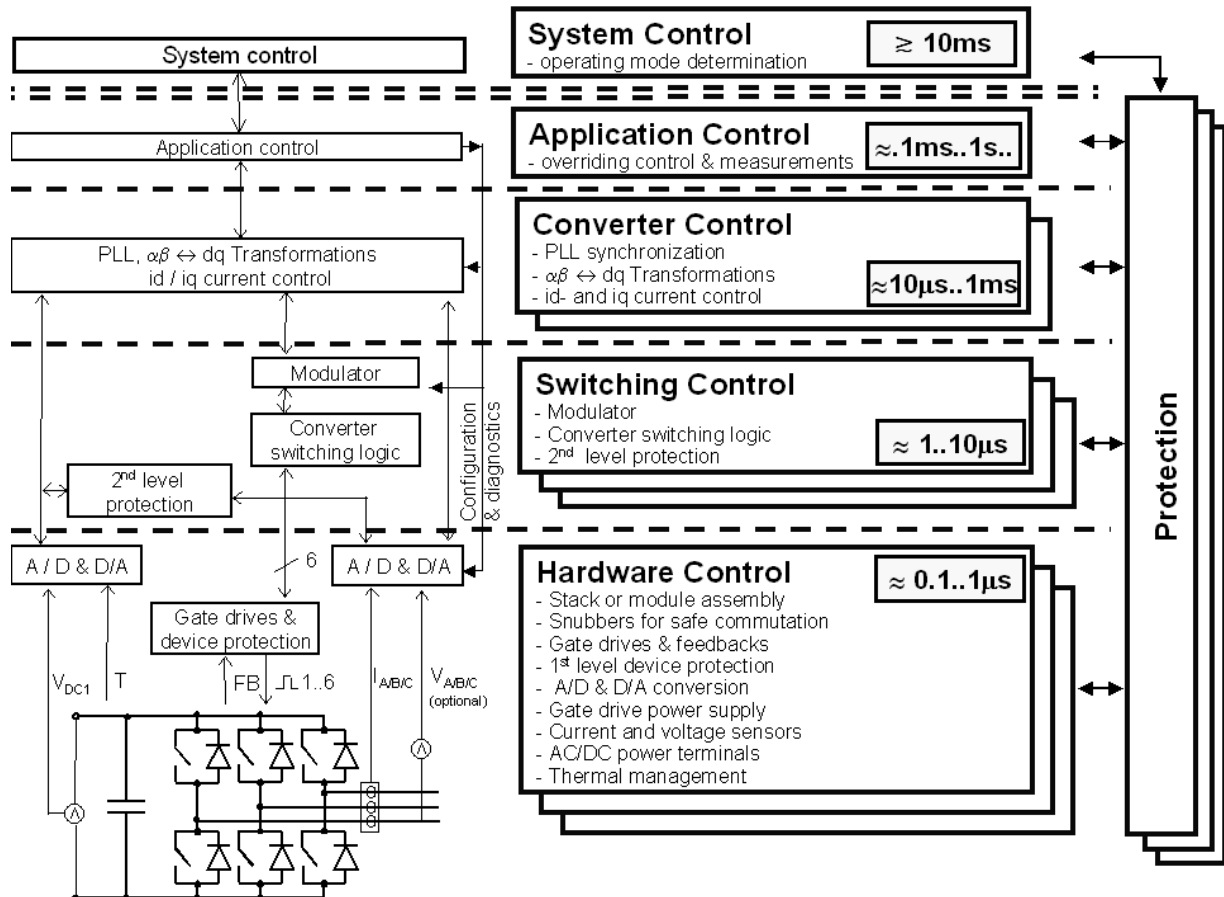 System control
Application control
PLL, αβ ↔ dq Transformations
id / iq current control
Modulator
Converter
switching logic
2nd level
protection
Configuration
& diagnostics
A / D & D/A
6
A / D & D/A
Gate drives &
device protection
VDC1
T
FB
1..6
IA/B/C
VA/B/C
(optional)
System Control
- operating mode determination
≳ 10ms
Application Control
- overriding control & measurements
≈.1ms..1s..
Converter Control
- PLL synchronization
- αβ ↔ dq Transformations
- id- and iq current control
≈10μs..1ms
Switching Control
- Modulator
- Converter switching logic
- 2nd level protection
≈ 1..10μs
Hardware Control
≈ 0.1..1μs
- Stack or module assembly
- Snubbers for safe commutation
- Gate drives & feedbacks
- 1st level device protection
- A/D & D/A conversion
- Gate drive power supply
- Current and voltage sensors
- AC/DC power terminals
- Thermal management
Protection